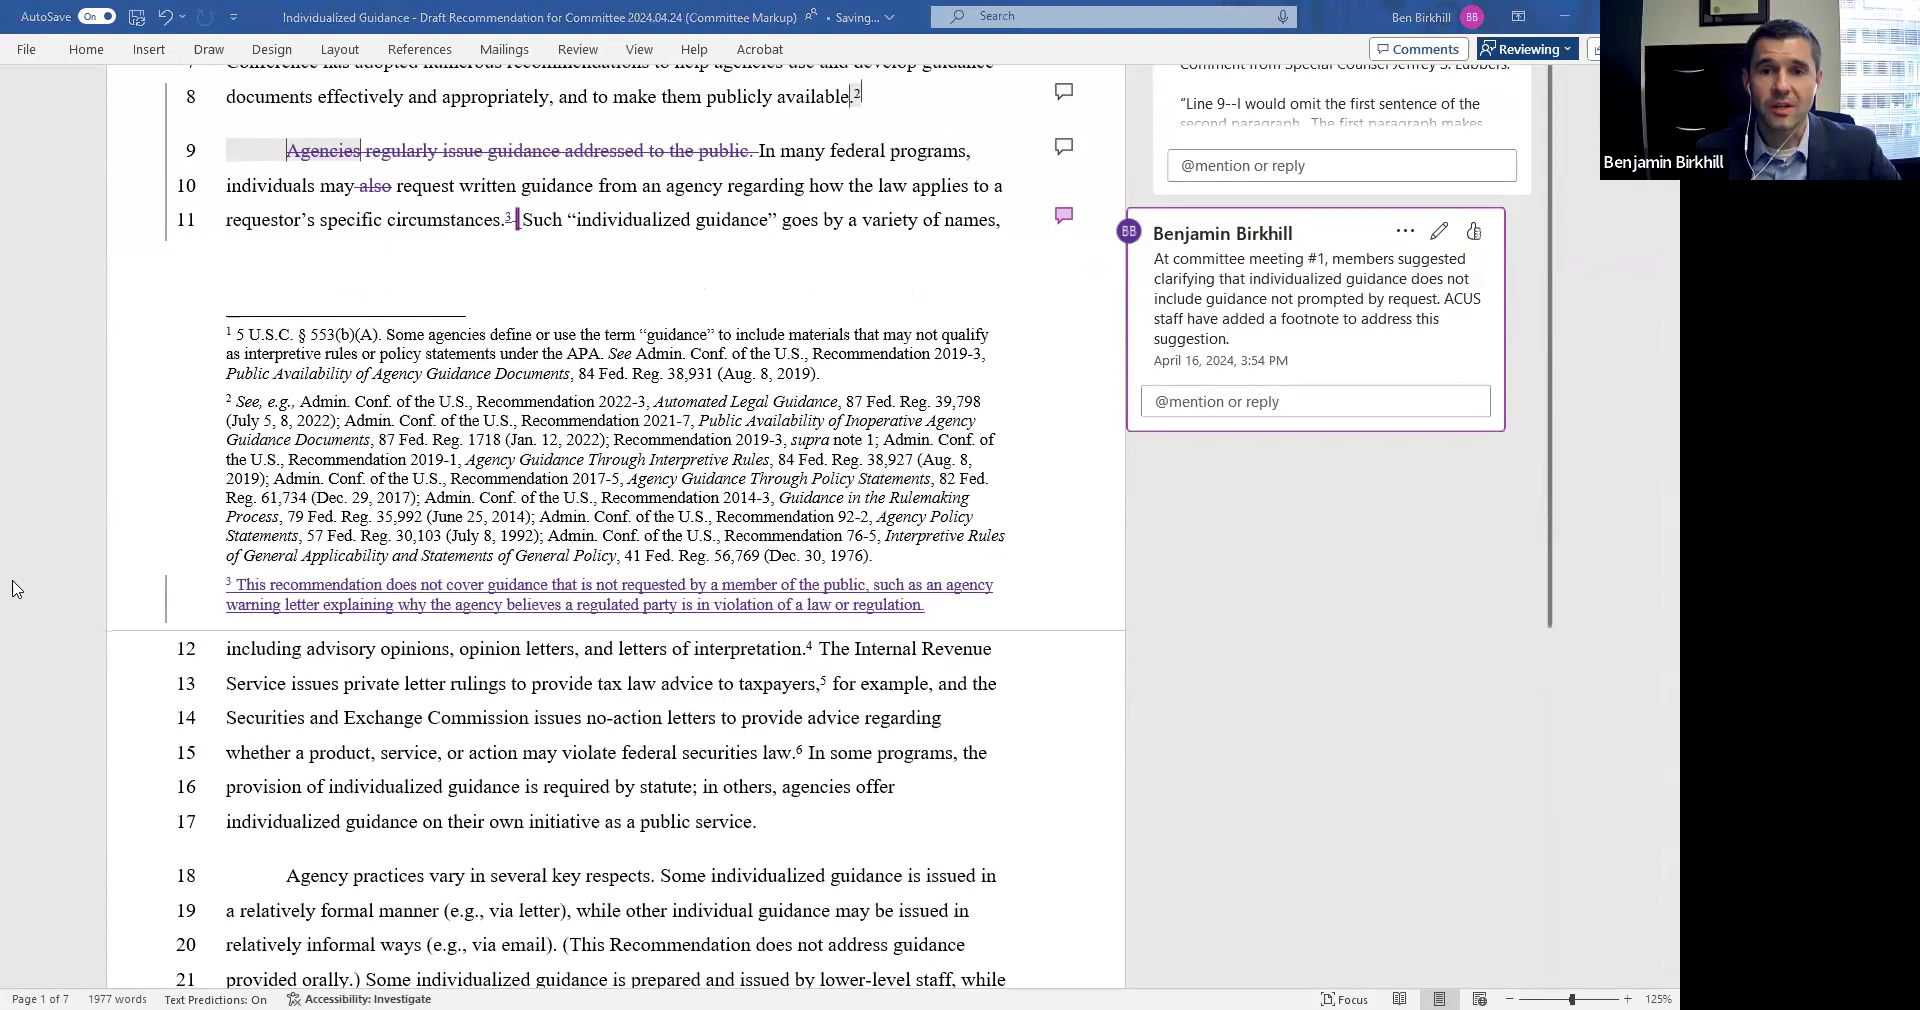 AutoSave On Individualized Guidance - Draft Recommendation for Committee 2024.04.24 (Committee Markup) • Saving... Search Ben Birkhill BB
File Home Insert Draw Design Layout References Mailings Review View Help Acrobat Comments Reviewing
7 Conference has adopted numerous recommendations to help agencies use and develop guidance
8 documents effectively and appropriately, and to make them publicly available.2
9 Agencies regularly issue guidance addressed to the public. In many federal programs,
10 individuals may also request written guidance from an agency regarding how the law applies to a
11 requestor’s specific circumstances.3 Such “individualized guidance” goes by a variety of names,
1 5 U.S.C. § 553(b)(A). Some agencies define or use the term “guidance” to include materials that may not qualify
as interpretive rules or policy statements under the APA. See Admin. Conf. of the U.S., Recommendation 2019-3,
Public Availability of Agency Guidance Documents, 84 Fed. Reg. 38,931 (Aug. 8, 2019).
2 See, e.g., Admin. Conf. of the U.S., Recommendation 2022-3, Automated Legal Guidance, 87 Fed. Reg. 39,798
(July 5, 8, 2022); Admin. Conf. of the U.S., Recommendation 2021-7, Public Availability of Inoperative Agency
Guidance Documents, 87 Fed. Reg. 1718 (Jan. 12, 2022); Recommendation 2019-3, supra note 1; Admin. Conf. of
the U.S., Recommendation 2019-1, Agency Guidance Through Interpretive Rules, 84 Fed. Reg. 38,927 (Aug. 8,
2019); Admin. Conf. of the U.S., Recommendation 2017-5, Agency Guidance Through Policy Statements, 82 Fed.
Reg. 61,734 (Dec. 29, 2017); Admin. Conf. of the U.S., Recommendation 2014-3, Guidance in the Rulemaking
Process, 79 Fed. Reg. 35,992 (June 25, 2014); Admin. Conf. of the U.S., Recommendation 92-2, Agency Policy
Statements, 57 Fed. Reg. 30,103 (July 8, 1992); Admin. Conf. of the U.S., Recommendation 76-5, Interpretive Rules
of General Applicability and Statements of General Policy, 41 Fed. Reg. 56,769 (Dec. 30, 1976).
3 This recommendation does not cover guidance that is not requested by a member of the public, such as an agency
warning letter explaining why the agency believes a regulated party is in violation of a law or regulation.
12 including advisory opinions, opinion letters, and letters of interpretation.4 The Internal Revenue
13 Service issues private letter rulings to provide tax law advice to taxpayers,5 for example, and the
14 Securities and Exchange Commission issues no-action letters to provide advice regarding
15 whether a product, service, or action may violate federal securities law.6 In some programs, the
16 provision of individualized guidance is required by statute; in others, agencies offer
17 individualized guidance on their own initiative as a public service.
18 Agency practices vary in several key respects. Some individualized guidance is issued in
19 a relatively formal manner (e.g., via letter), while other individual guidance may be issued in
20 relatively informal ways (e.g., via email). (This Recommendation does not address guidance
21 provided orally.) Some individualized guidance is prepared and issued by lower-level staff, while
Comment from Special Counsel Jeffrey S. Lubbers:
“Line 9--I would omit the first sentence of the
second paragraph. The first paragraph makes
@mention or reply
BB Benjamin Birkhill
At committee meeting #1, members suggested
clarifying that individualized guidance does not
include guidance not prompted by request. ACUS
staff have added a footnote to address this
suggestion.
April 16, 2024, 3:54 PM
@mention or reply
Benjamin Birkhill
Page 1 of 7 1977 words Text Predictions: On Accessibility: Investigate Focus 125%